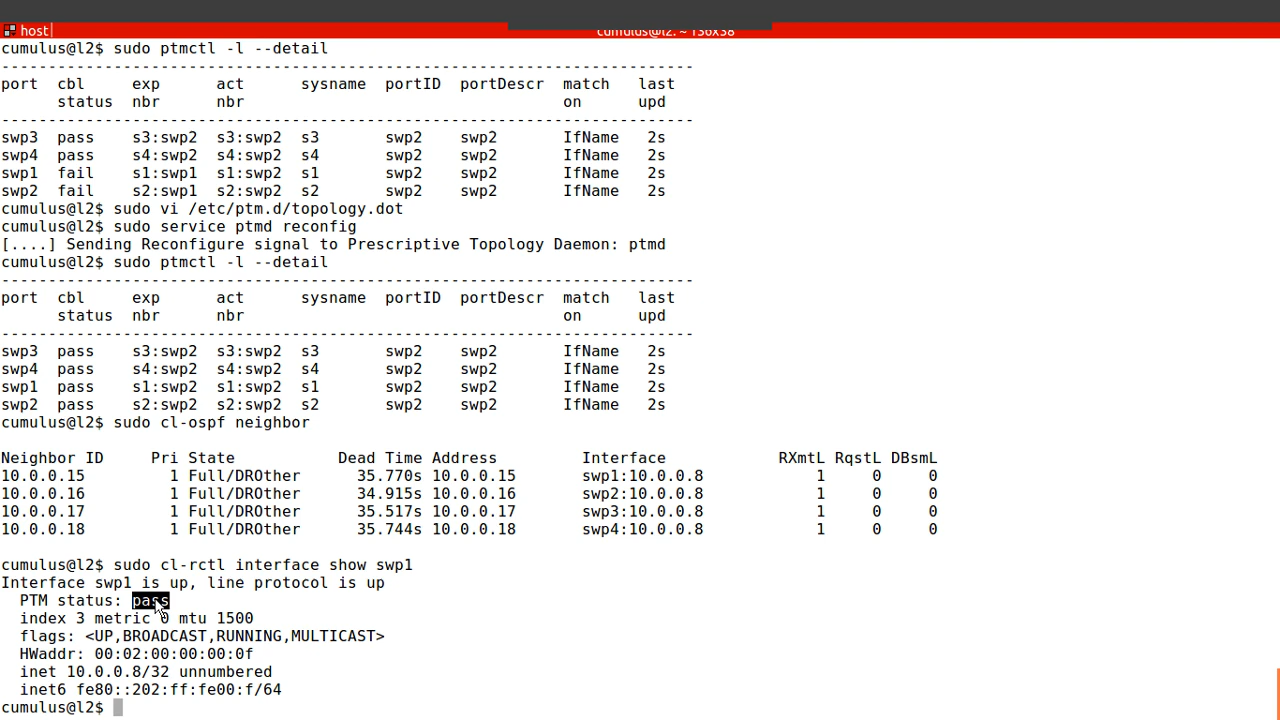 host
cumulus@l2: ~ 136x38
cumulus@l2$ sudo ptmctl -l --detail
--------------------------------------------------------------------------
port  cbl     exp      act      sysname  portID  portDescr  match    last
      status  nbr      nbr                                  on       upd
--------------------------------------------------------------------------
swp3  pass    s3:swp2  s3:swp2  s3       swp2    swp2       IfName   2s
swp4  pass    s4:swp2  s4:swp2  s4       swp2    swp2       IfName   2s
swp1  fail    s1:swp1  s1:swp2  s1       swp2    swp2       IfName   2s
swp2  fail    s2:swp1  s2:swp2  s2       swp2    swp2       IfName   2s
cumulus@l2$ sudo vi /etc/ptm.d/topology.dot
cumulus@l2$ sudo service ptmd reconfig
[....] Sending Reconfigure signal to Prescriptive Topology Daemon: ptmd
cumulus@l2$ sudo ptmctl -l --detail
--------------------------------------------------------------------------
port  cbl     exp      act      sysname  portID  portDescr  match    last
      status  nbr      nbr                                  on       upd
--------------------------------------------------------------------------
swp3  pass    s3:swp2  s3:swp2  s3       swp2    swp2       IfName   2s
swp4  pass    s4:swp2  s4:swp2  s4       swp2    swp2       IfName   2s
swp1  pass    s1:swp2  s1:swp2  s1       swp2    swp2       IfName   2s
swp2  pass    s2:swp2  s2:swp2  s2       swp2    swp2       IfName   2s
cumulus@l2$ sudo cl-ospf neighbor
Neighbor ID     Pri State           Dead Time Address         Interface            RXmtL RqstL DBsmL
10.0.0.15         1 Full/DROther      35.770s 10.0.0.15       swp1:10.0.0.8            1     0     0
10.0.0.16         1 Full/DROther      34.915s 10.0.0.16       swp2:10.0.0.8            1     0     0
10.0.0.17         1 Full/DROther      35.517s 10.0.0.17       swp3:10.0.0.8            1     0     0
10.0.0.18         1 Full/DROther      35.744s 10.0.0.18       swp4:10.0.0.8            1     0     0
cumulus@l2$ sudo cl-rctl interface show swp1
Interface swp1 is up, line protocol is up
  PTM status: pass
  index 3 metric 0 mtu 1500
  flags: <UP,BROADCAST,RUNNING,MULTICAST>
  HWaddr: 00:02:00:00:00:0f
  inet 10.0.0.8/32 unnumbered
  inet6 fe80::202:ff:fe00:f/64
cumulus@l2$